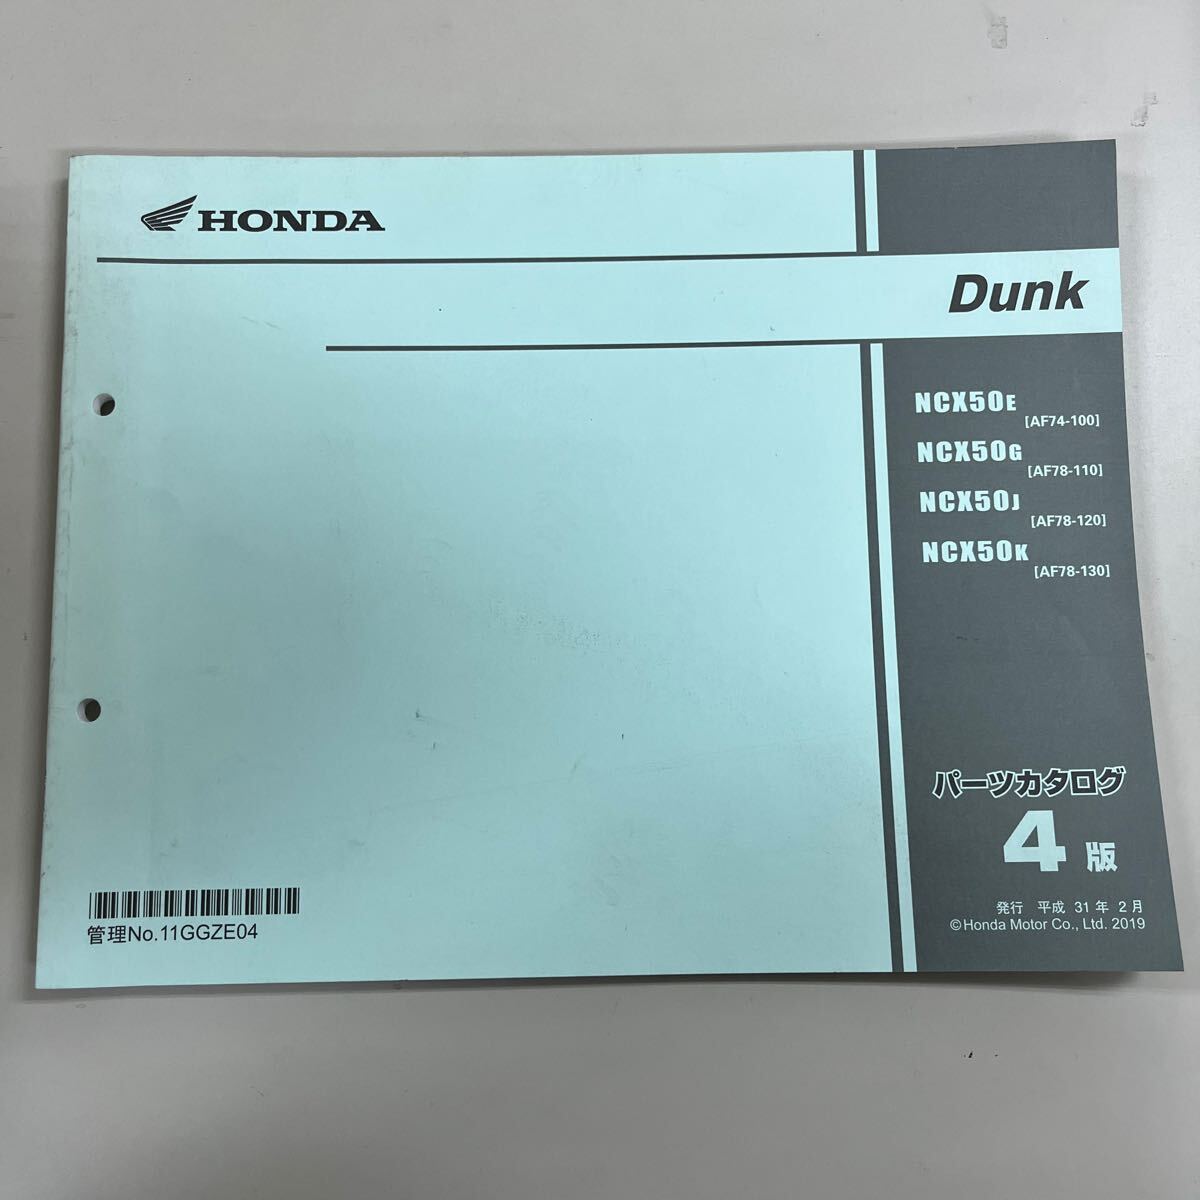 HONDA
Dunk
NCX50E
[AF74-100]
NCX50G
[AF78-110]
NCX50J
[AF78-120]
NCX50K
[AF78-130]
パーツカタログ
4版
発行 平成 31年 2月
©Honda Motor Co., Ltd. 2019
管理No.11GGZE04